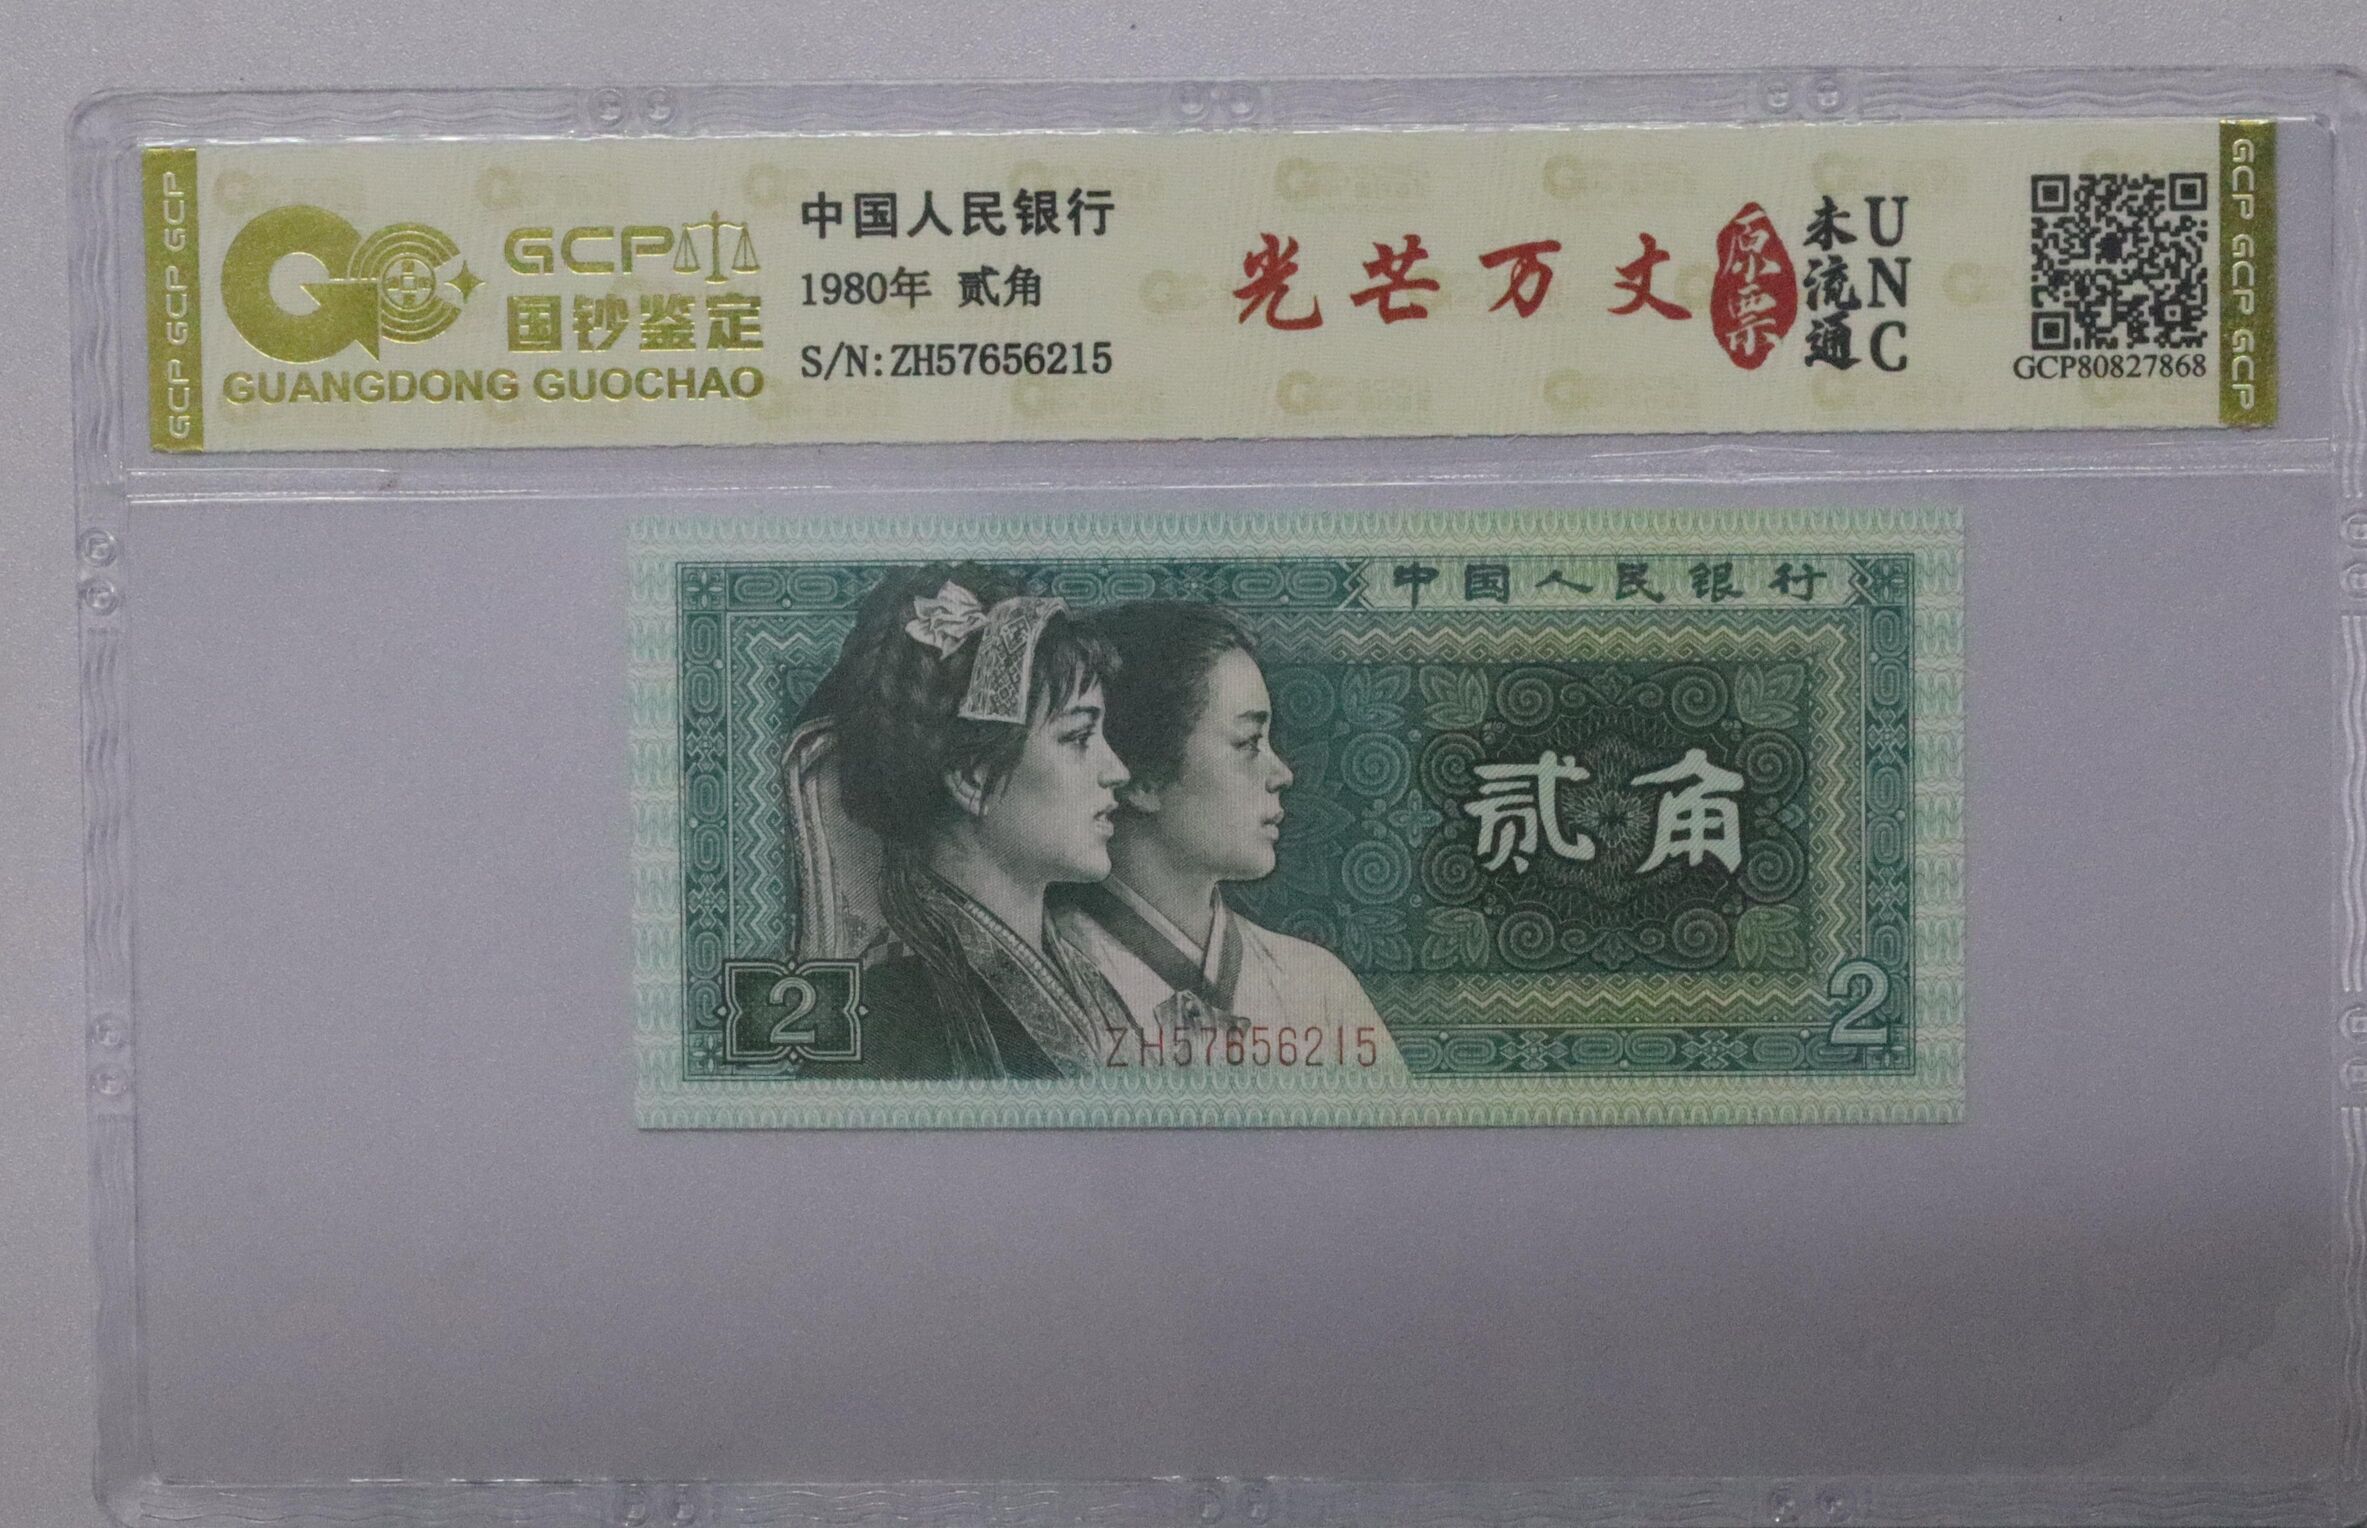 GCP GCP GCP
GCP
国钞鉴定
GUANGDONG GUOCHAO
中国人民银行
1980年 贰角
S/N:ZH57656215
光芒万丈
原票
未流通
UNC
GCP80827868
GCP GCP GCP
中国人民银行
贰角
2
2
ZH57656215